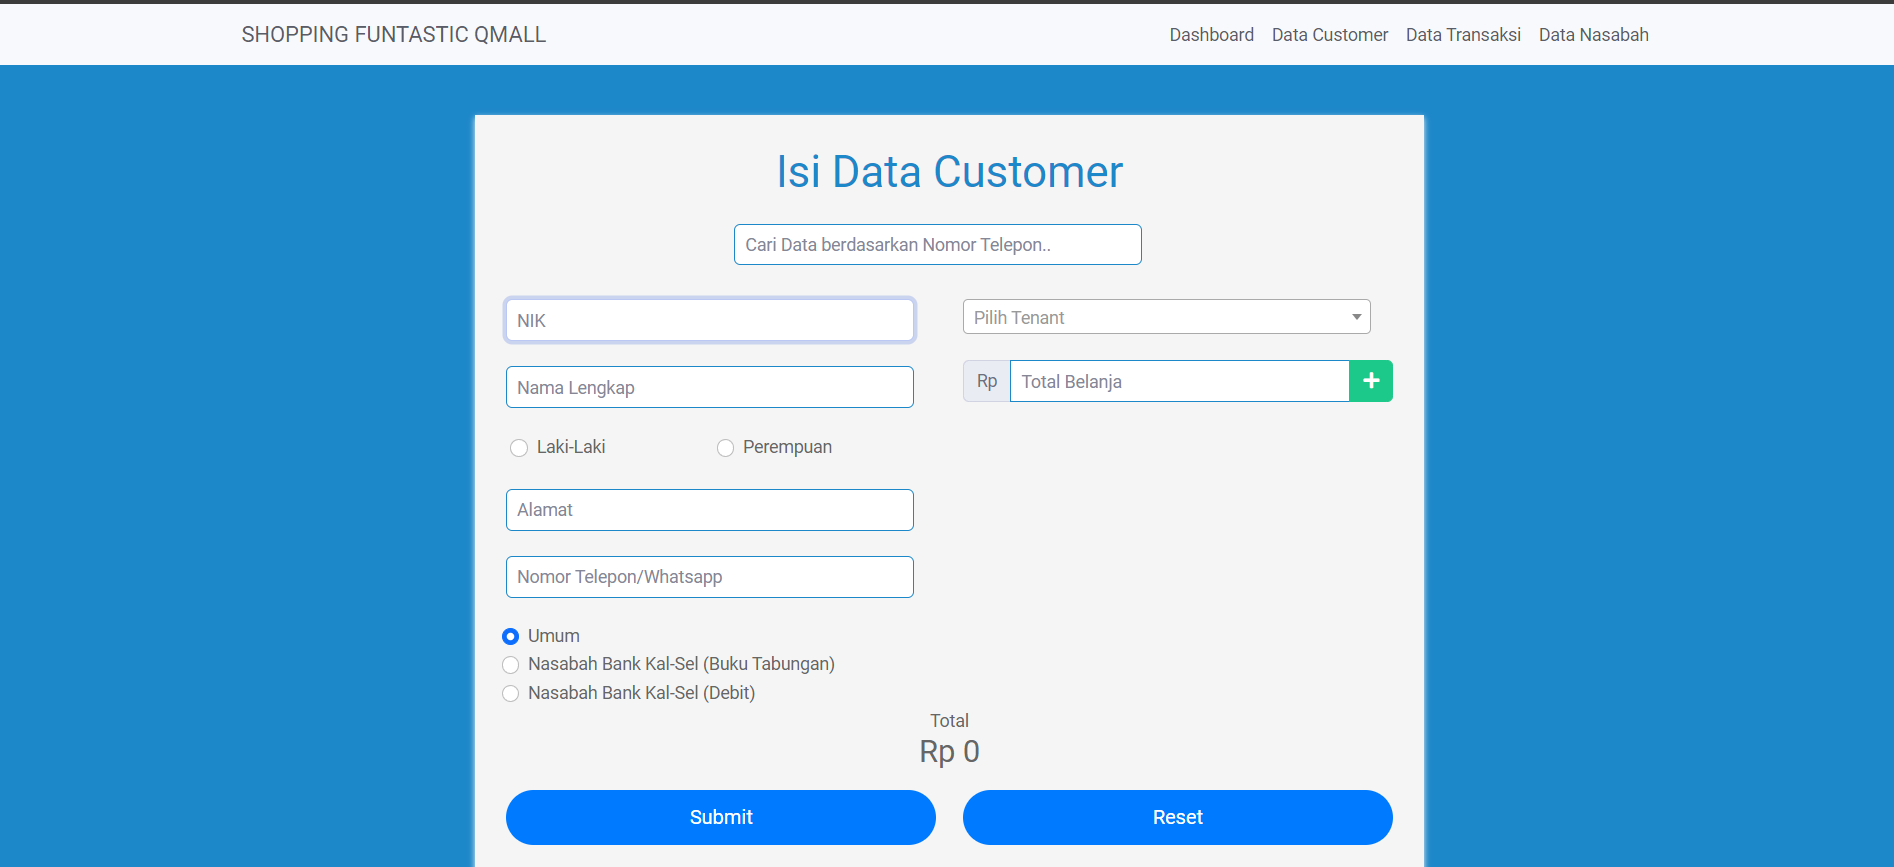 SHOPPING FUNTASTIC QMALL
Dashboard Data Customer Data Transaksi Data Nasabah
Isi Data Customer
Cari Data berdasarkan Nomor Telepon..
NIK
Pilih Tenant
Nama Lengkap
Rp Total Belanja +
Laki-Laki Perempuan
Alamat
Nomor Telepon/Whatsapp
Umum
Nasabah Bank Kal-Sel (Buku Tabungan)
Nasabah Bank Kal-Sel (Debit)
Total
Rp 0
Submit Reset